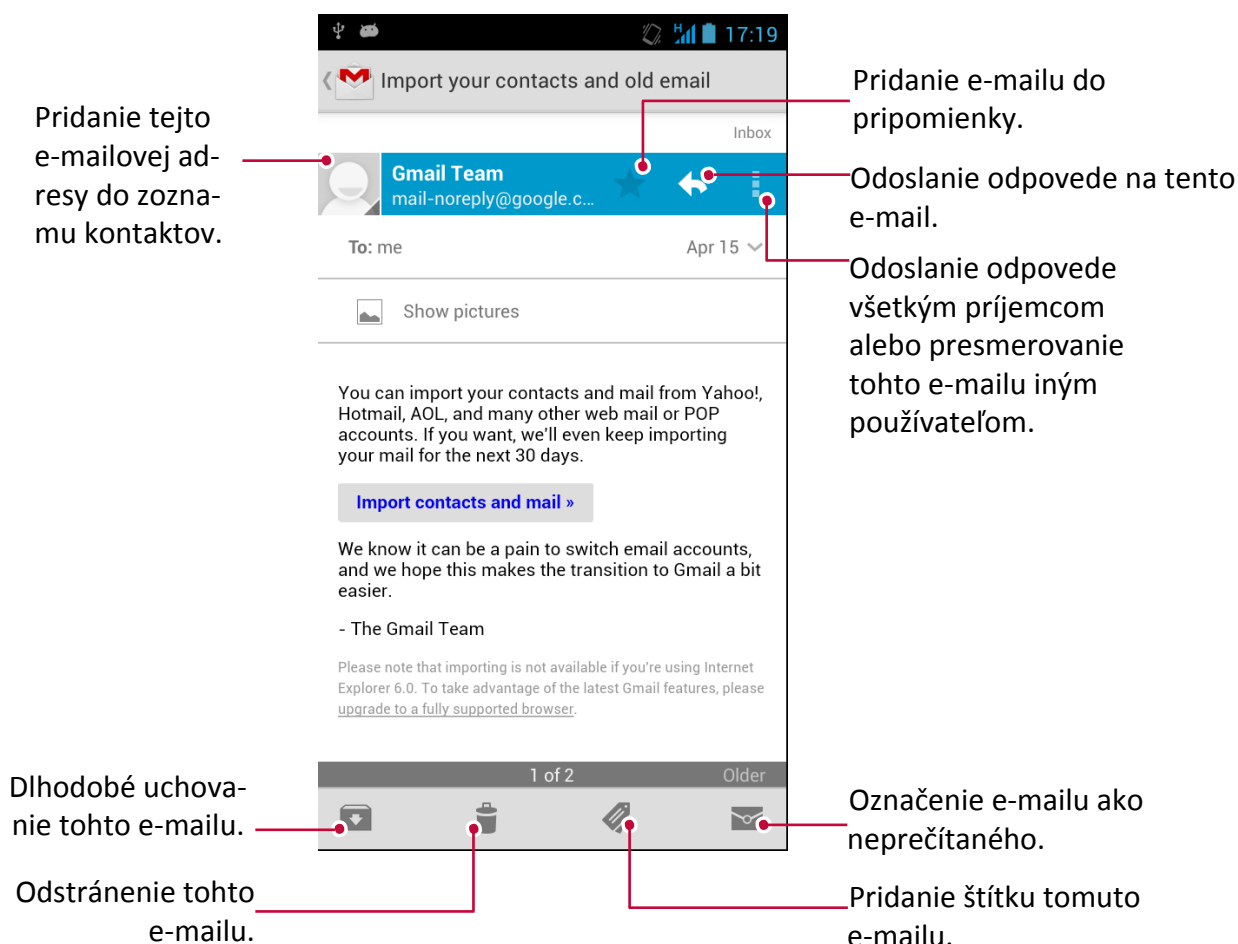 H 17:19
Import your contacts and old email
Inbox
Gmail Team
mail-noreply@google.c...
To: me
Apr 15
Show pictures
You can import your contacts and mail from Yahoo!,
Hotmail, AOL, and many other web mail or POP
accounts. If you want, we'll even keep importing
your mail for the next 30 days.
Import contacts and mail »
We know it can be a pain to switch email accounts,
and we hope this makes the transition to Gmail a bit
easier.
- The Gmail Team
Please note that importing is not available if you're using Internet
Explorer 6.0. To take advantage of the latest Gmail features, please
upgrade to a fully supported browser.
1 of 2
Older
Pridanie tejto
e-mailovej ad-
resy do zozna-
mu kontaktov.
Pridanie e-mailu do
pripomienky.
Odoslanie odpovede na tento
e-mail.
Odoslanie odpovede
všetkým príjemcom
alebo presmerovanie
tohto e-mailu iným
používateľom.
Dlhodobé uchova-
nie tohto e-mailu.
Odstránenie tohto
e-mailu.
Označenie e-mailu ako
neprečítaného.
Pridanie štítku tomuto
e-mailu.